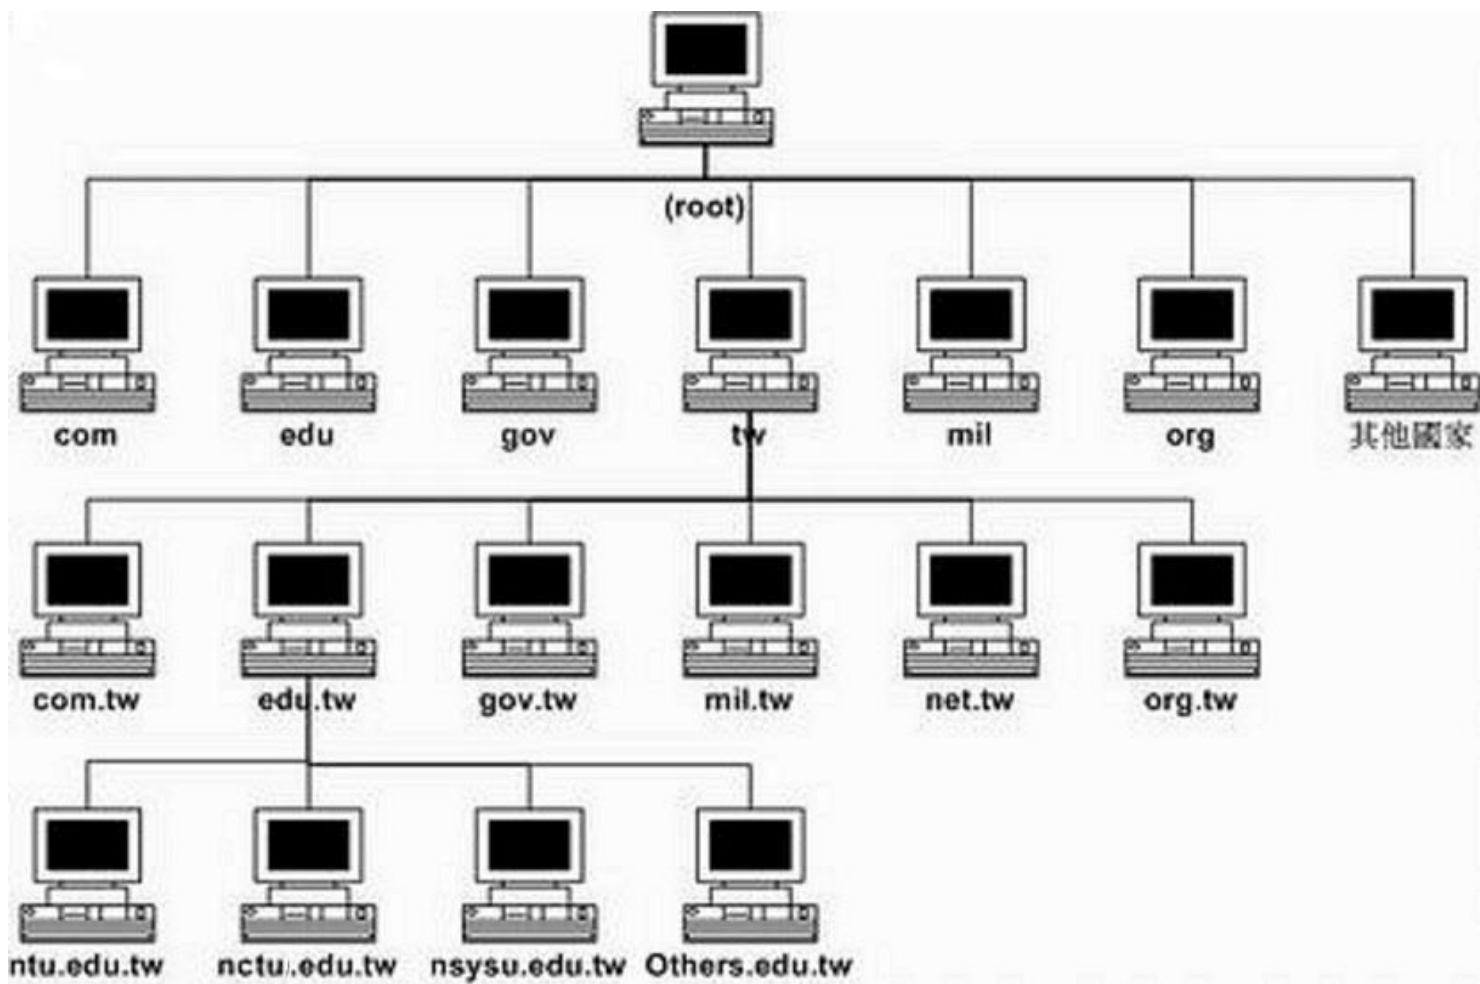 (root)
com
edu
gov
tw
mil
org
其他國家
com.tw
edu.tw
gov.tw
mil.tw
net.tw
org.tw
ntu.edu.tw
nctu.edu.tw
nsysu.edu.tw
Others.edu.tw